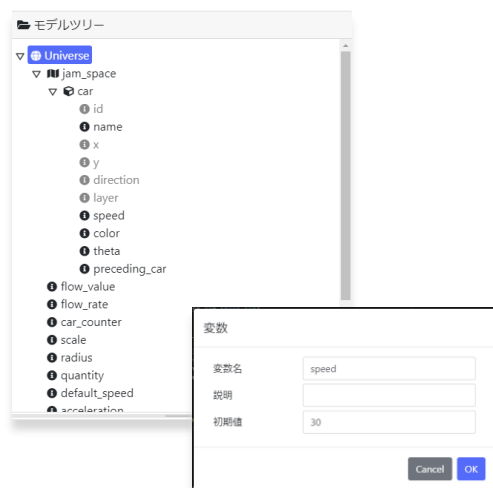 モデルツリー
Universe
jam_space
car
id
name
x
y
direction
layer
speed
color
theta
preceding_car
flow_value
flow_rate
car_counter
scale
radius
quantity
default_speed
acceleration
変数
変数名 speed
説明
初期値 30
Cancel OK